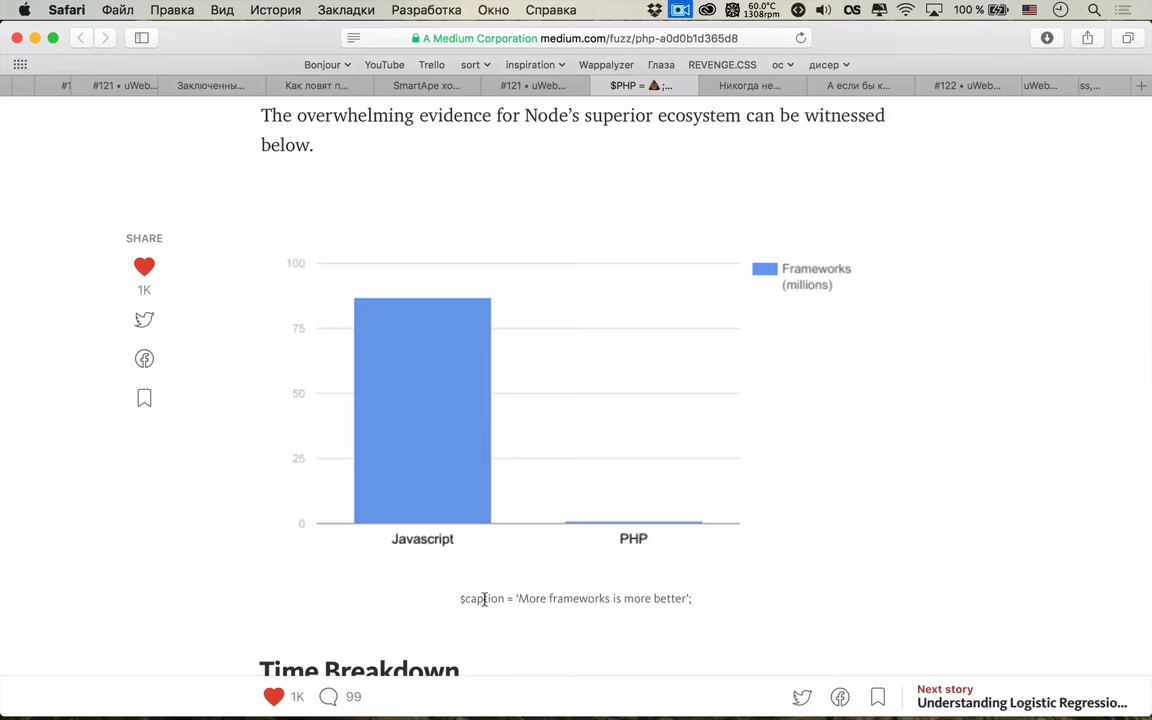 Safari Файл Правка Вид История Закладки Разработка Окно Справка 60.0°C 1308rpm 100 %
A Medium Corporation medium.com/fuzz/php-a0d0b1d365d8
Bonjour YouTube Trello sort inspiration Wappalyzer Глаза REVENGE.CSS ос дисер
#1 #121 • uWeb... Заключенны... Как ловят п... SmartApe хо... #121 • uWeb... $PHP = 💩 ;... Никогда не... А если бы к... #122 • uWeb... uWeb... ss,...
The overwhelming evidence for Node’s superior ecosystem can be witnessed
below.
SHARE
1K
100
75
50
25
0
Frameworks
(millions)
Javascript PHP
$caption = ‘More frameworks is more better’;
Time Breakdown
1K 99
Next story
Understanding Logistic Regressio...